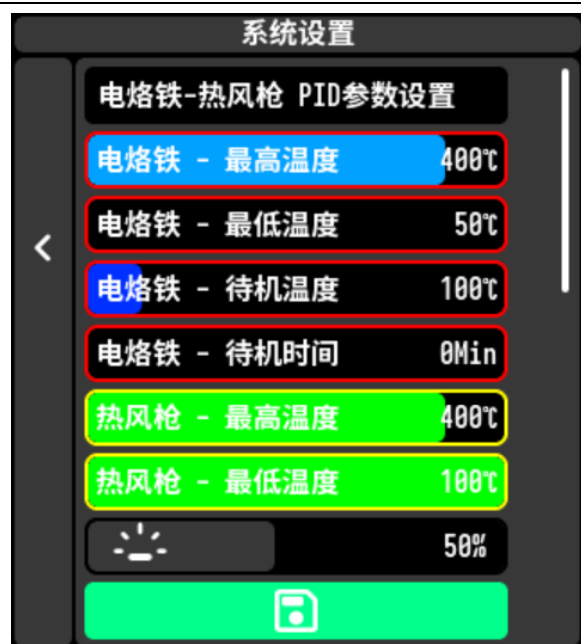 系统设置
电烙铁-热风枪 PID参数设置
电烙铁 - 最高温度 400℃
电烙铁 - 最低温度 50℃
电烙铁 - 待机温度 100℃
电烙铁 - 待机时间 0Min
热风枪 - 最高温度 400℃
热风枪 - 最低温度 100℃
50%